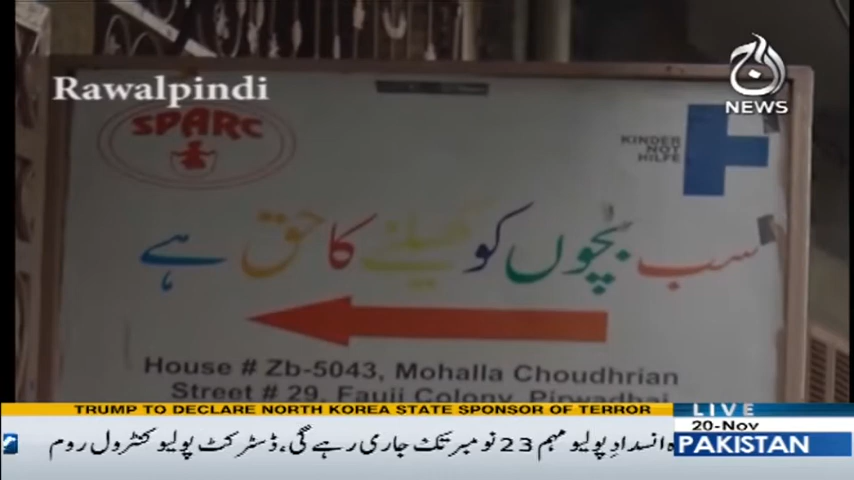 Rawalpindi
آج
NEWS
SPARC
KINDER
NOT
HILFE
سب بچوں کو کھیلنے کا حق ہے
House # Zb-5043, Mohalla Choudhrian
Street # 29, Fauji Colony, Pirwadhai
TRUMP TO DECLARE NORTH KOREA STATE SPONSOR OF TERROR
LIVE
20-Nov
PAKISTAN
انسدادِ پولیو مہم 23 نومبر تک جاری رہے گی، ڈسٹرکٹ پولیو کنٹرول روم